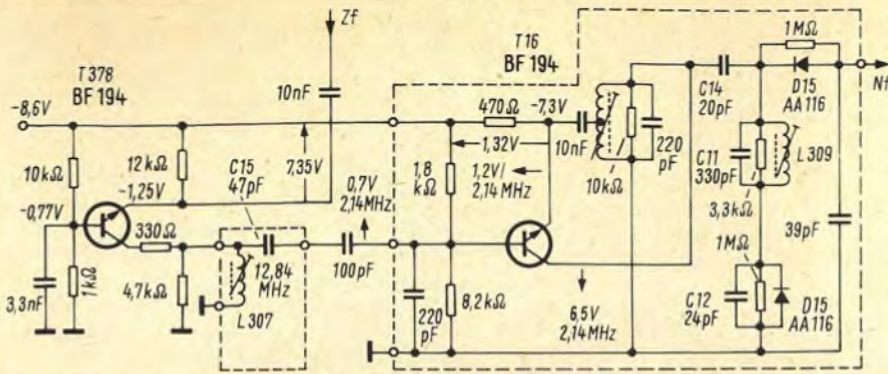 Zf
T378
BF 194
-8,6V
10kΩ
12kΩ
-1,25V
-0,77V
330Ω
3,3nF
1kΩ
4,7kΩ
10nF
7,35V
C15
47pF
12,84
MHz
L307
0,7V
2,14MHz
100pF
T16
BF 194
470Ω
-7,3V
1,32V
1,8
kΩ
1,2V/
2,14MHz
10nF
10kΩ
220
pF
220
pF
8,2kΩ
6,5V
2,14MHz
C14
20pF
1MΩ
D15
AA116
Nf
C11
330pF
L309
3,3kΩ
39pF
1MΩ
C12
24pF
D15
AA116